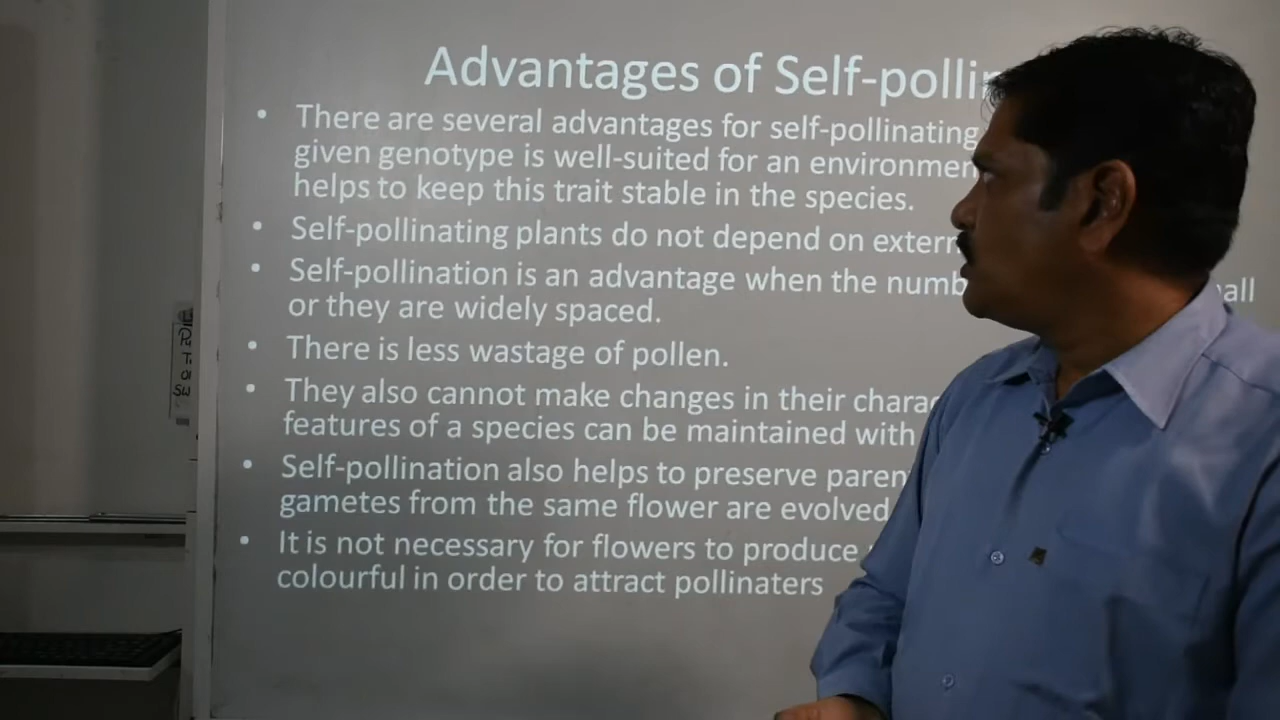 Advantages of Self-pollin
• There are several advantages for self-pollinating
given genotype is well-suited for an environmen
helps to keep this trait stable in the species.
• Self-pollinating plants do not depend on extern
• Self-pollination is an advantage when the numb all
or they are widely spaced.
• There is less wastage of pollen.
• They also cannot make changes in their charac
features of a species can be maintained with
• Self-pollination also helps to preserve paren
gametes from the same flower are evolved
• It is not necessary for flowers to produce
colourful in order to attract pollinaters